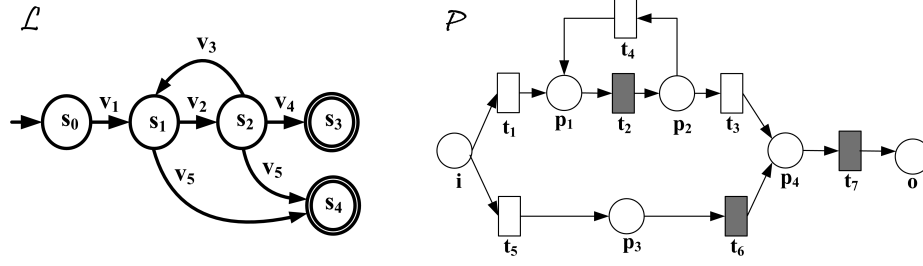 ℒ
v₃
v₁ v₂ v₄
s₀ s₁ s₂ s₃
v₅ v₅
s₄
𝒫
t₄
t₁ p₁ t₂ p₂ t₃
i p₄ t₇ o
t₅ p₃ t₆